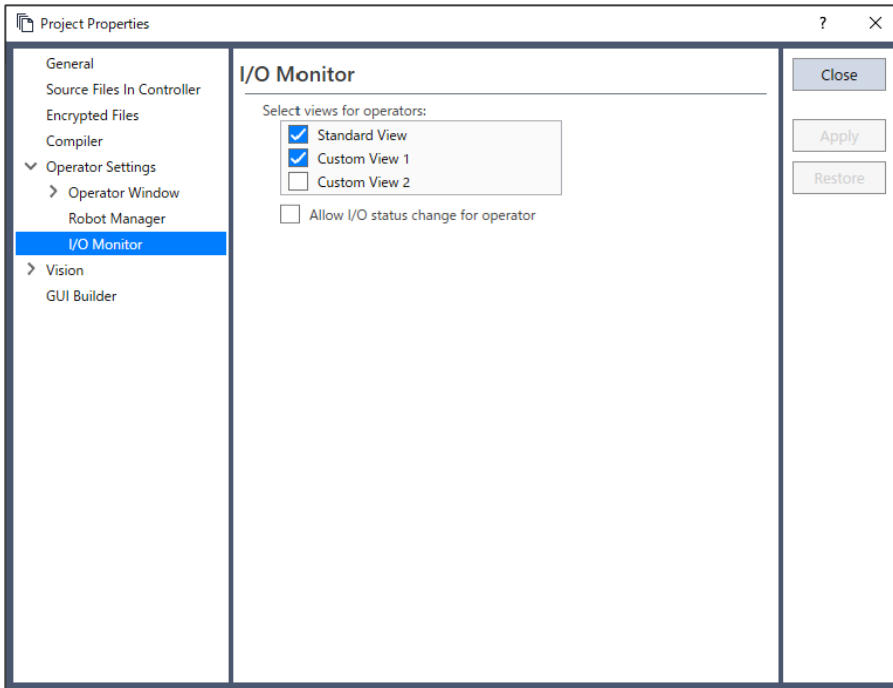 Project Properties
?
General
Source Files In Controller
Encrypted Files
Compiler
Operator Settings
Operator Window
Robot Manager
I/O Monitor
Vision
GUI Builder
I/O Monitor
Select views for operators:
Standard View
Custom View 1
Custom View 2
Allow I/O status change for operator
Close
Apply
Restore